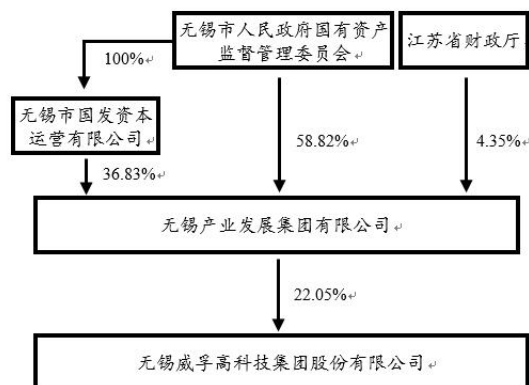 无锡市人民政府国有资产
监督管理委员会
江苏省财政厅
100%
无锡市国发资本
运营有限公司
58.82%
4.35%
36.83%
无锡产业发展集团有限公司
22.05%
无锡威孚高科技集团股份有限公司